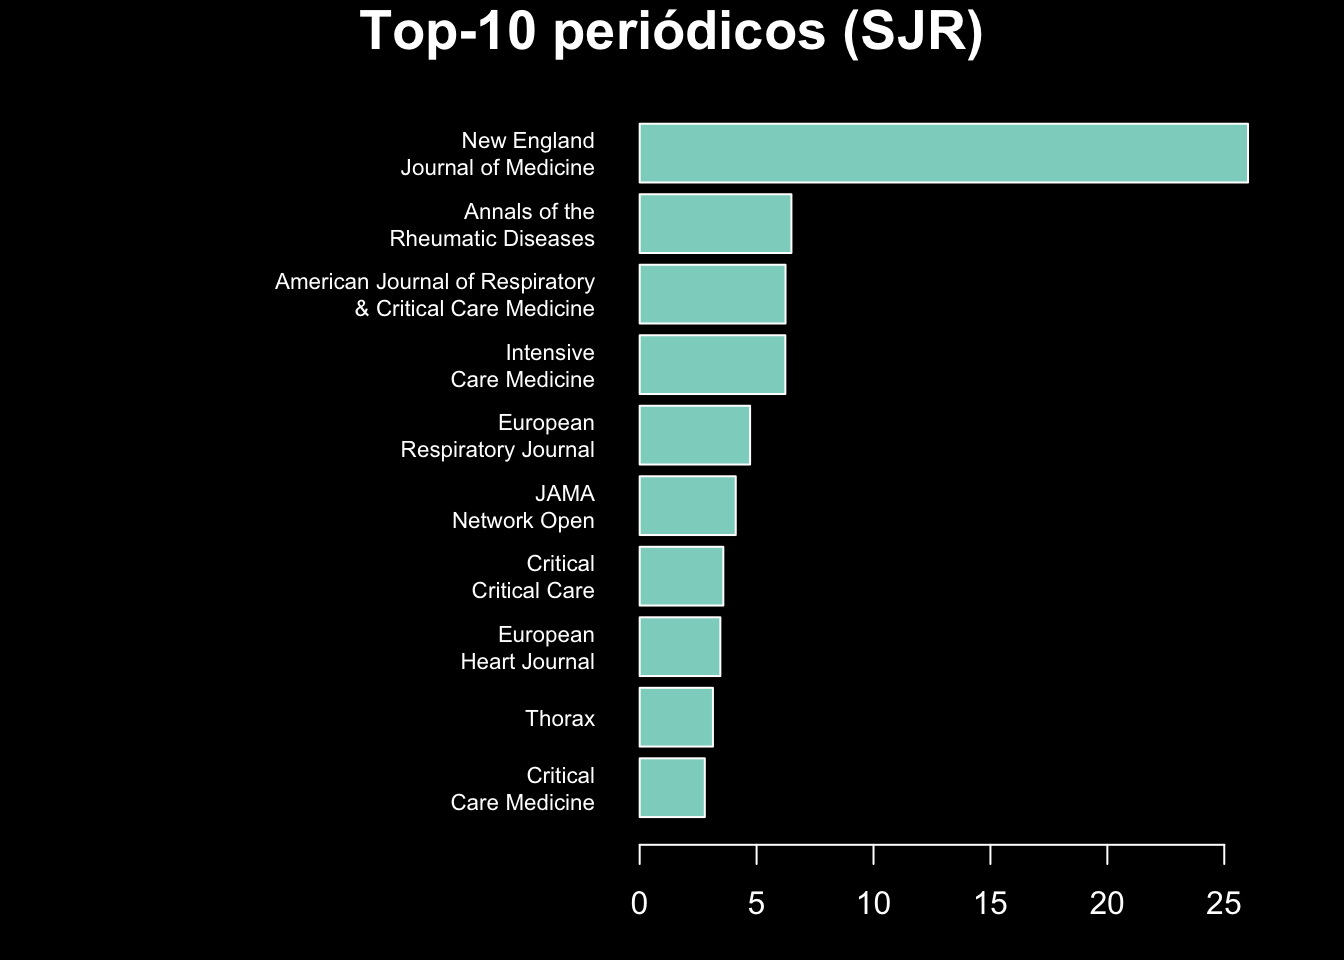 Top-10 periódicos (SJR)
New England
Journal of Medicine
Annals of the
Rheumatic Diseases
American Journal of Respiratory
& Critical Care Medicine
Intensive
Care Medicine
European
Respiratory Journal
JAMA
Network Open
Critical
Critical Care
European
Heart Journal
Thorax
Critical
Care Medicine
0 5 10 15 20 25